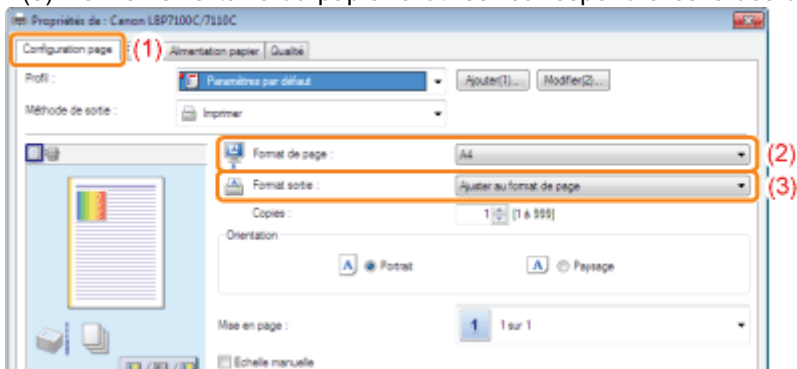 Propriétés de : Canon LBP7100C/7110C
Configuration page (1) Alimentation papier Qualité
Profil : Paramètres par défaut Ajouter(1)... Modifier(2)...
Méthode de sortie : Imprimer
Format de page : A4 (2)
Format sortie : Ajuster au format de page (3)
Copies : 1 [1 à 999]
Orientation
A Portrait A Paysage
Mise en page : 1 1 sur 1
Echelle manuelle